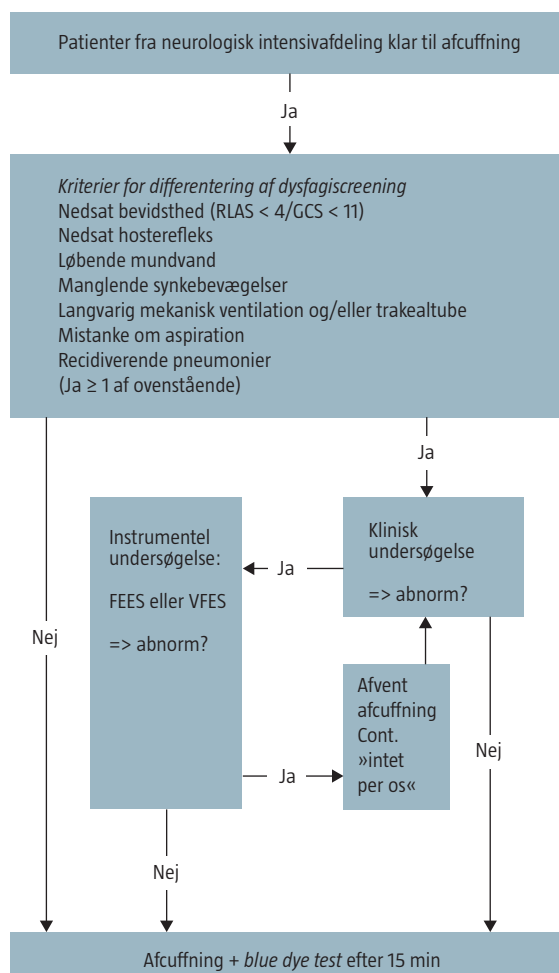 Patienter fra neurologisk intensivafdeling klar til afcuffning
Ja
Kriterier for differentering af dysfagiscreening
Nedsat bevidsthed (RLAS < 4/GCS < 11)
Nedsat hosterefleks
Løbende mundvand
Manglende synkebevægelser
Langvarig mekanisk ventilation og/eller trakealtube
Mistanke om aspiration
Recidiverende pneumonier
(Ja ≥ 1 af ovenstående)
Ja
Klinisk
undersøgelse
=> abnorm?
Ja
Instrumentel
undersøgelse:
FEES eller VFES
=> abnorm?
Nej
Ja
Afvent
afcuffning
Cont.
»intet
per os«
Nej
Nej
Afcuffning + blue dye test efter 15 min